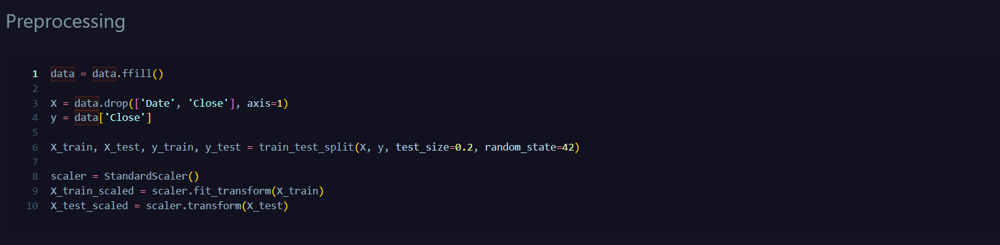 Preprocessing
1 data = data.ffill()
2
3 X = data.drop(['Date', 'Close'], axis=1)
4 y = data['Close']
5
6 X_train, X_test, y_train, y_test = train_test_split(X, y, test_size=0.2, random_state=42)
7
8 scaler = StandardScaler()
9 X_train_scaled = scaler.fit_transform(X_train)
10 X_test_scaled = scaler.transform(X_test)